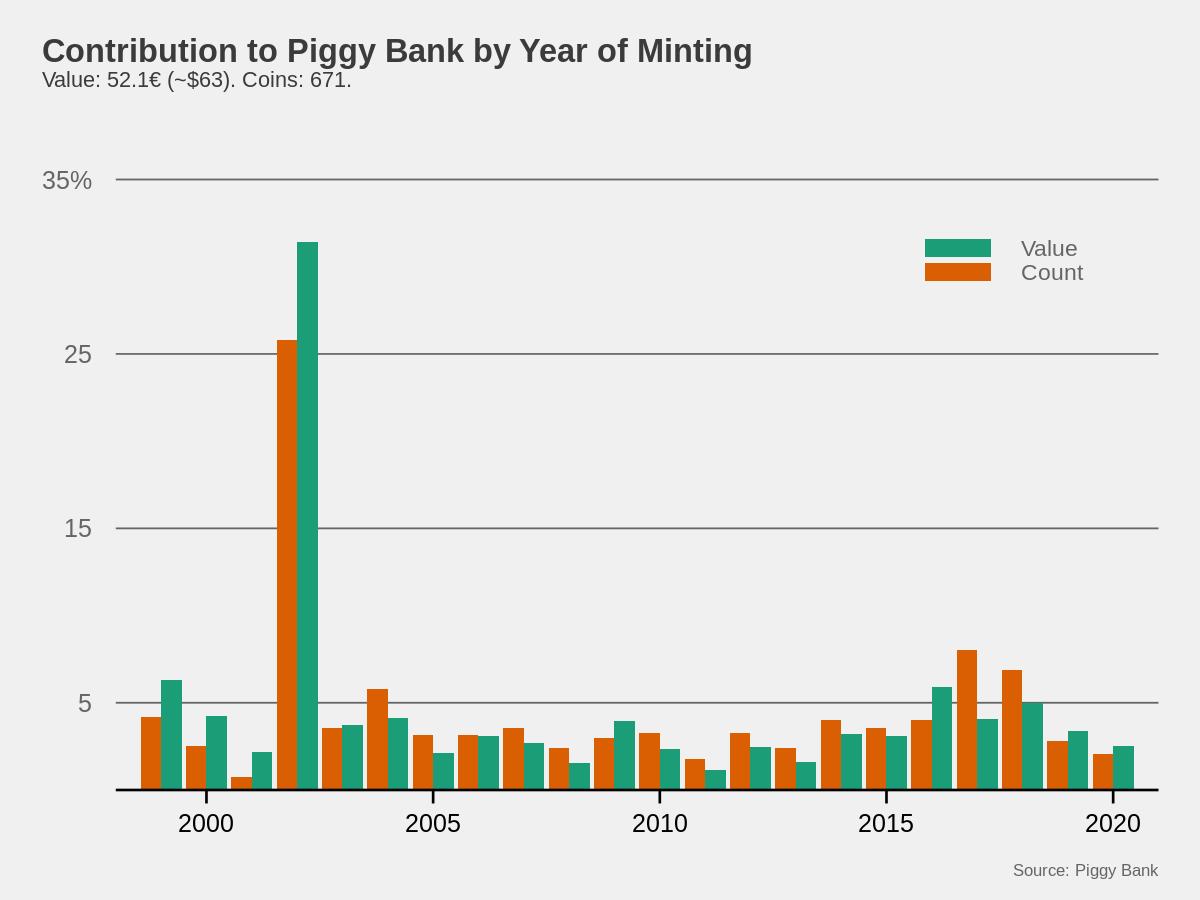 Contribution to Piggy Bank by Year of Minting
Value: 52.1€ (~$63). Coins: 671.
35%
Value
Count
25
15
5
2000 2005 2010 2015 2020
Source: Piggy Bank